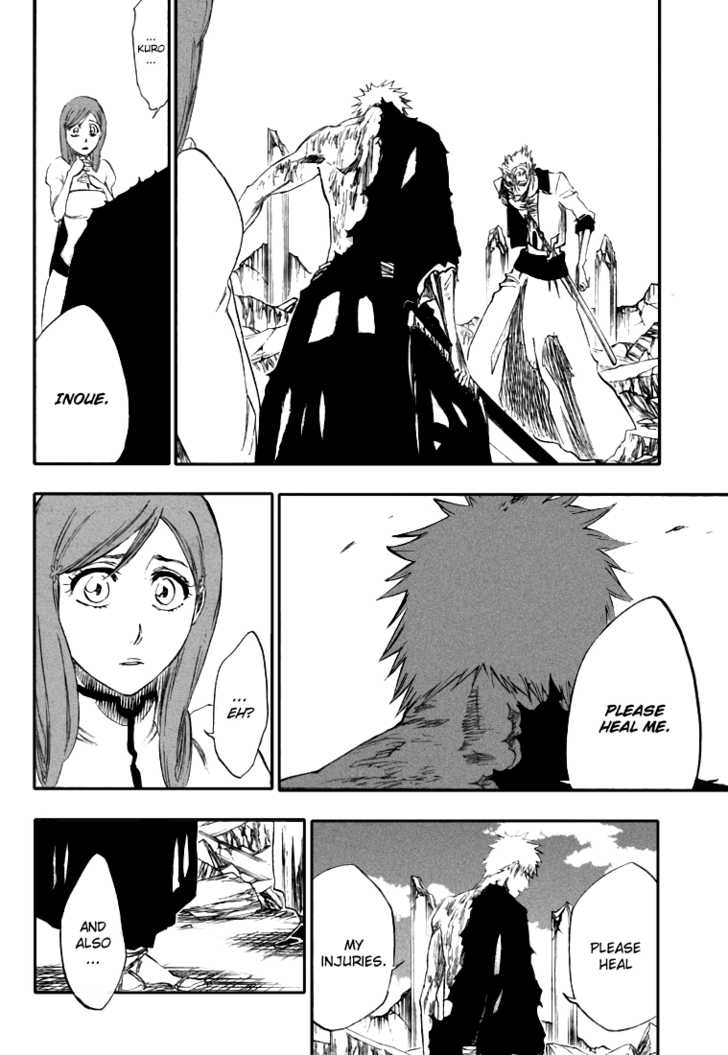 ...
KURO
...
INOUE.
PLEASE
HEAL ME.
...
EH?
PLEASE
HEAL
MY
INJURIES.
AND
ALSO
...